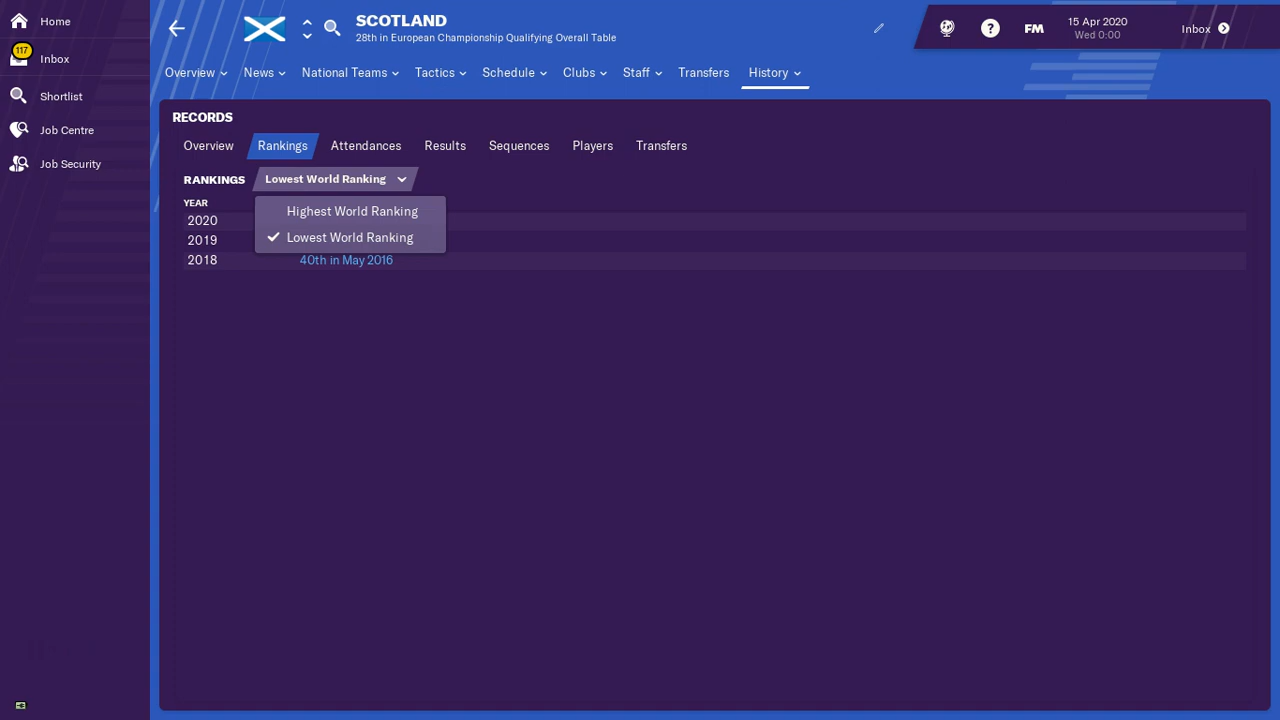 Home
117
Inbox
Shortlist
Job Centre
Job Security
SCOTLAND
28th in European Championship Qualifying Overall Table
?
FM
15 Apr 2020
Wed 0:00
Inbox
Overview News National Teams Tactics Schedule Clubs Staff Transfers History
RECORDS
Overview Rankings Attendances Results Sequences Players Transfers
RANKINGS Lowest World Ranking
YEAR
Highest World Ranking
Lowest World Ranking
2020
2019
2018 40th in May 2016